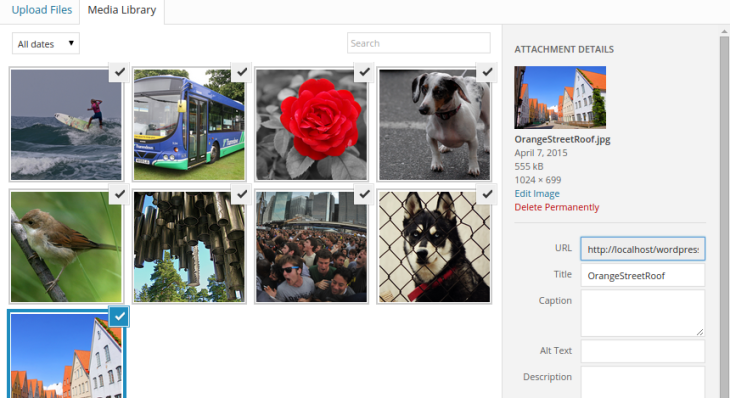 Upload Files
Media Library
All dates
Search
ATTACHMENT DETAILS
OrangeStreetRoof.jpg
April 7, 2015
555 kB
1024 × 699
Edit Image
Delete Permanently
URL http://localhost/wordpress
Title OrangeStreetRoof
Caption
Alt Text
Description